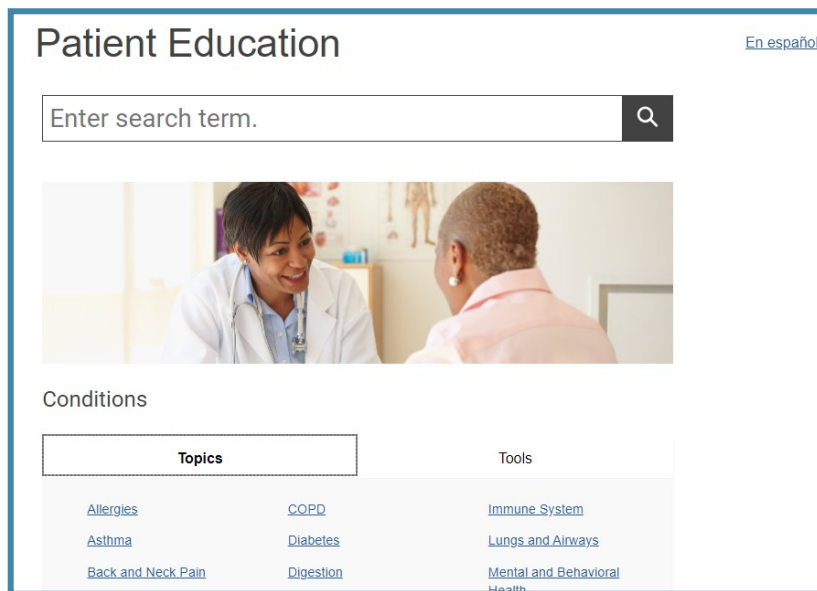 Patient Education
En español
Enter search term.
Conditions
Topics
Tools
Allergies
COPD
Immune System
Asthma
Diabetes
Lungs and Airways
Back and Neck Pain
Digestion
Mental and Behavioral
Health